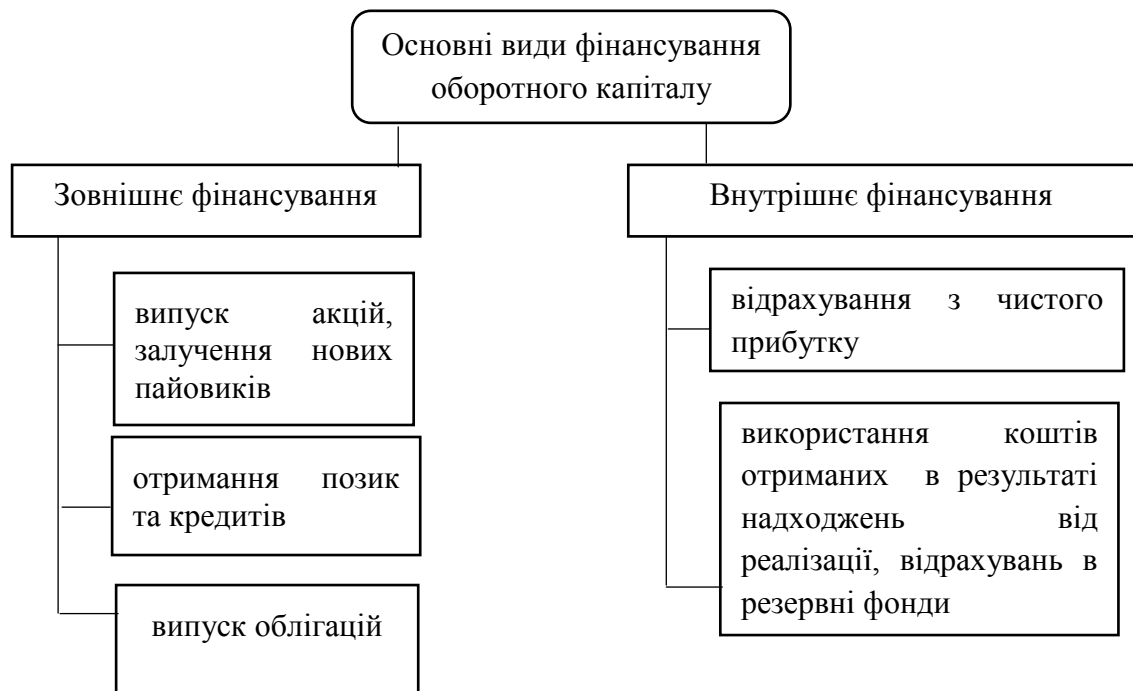 Основні види фінансування
оборотного капіталу
Зовнішнє фінансування
випуск акцій,
залучення нових
пайовиків
отримання позик
та кредитів
випуск облігацій
Внутрішнє фінансування
відрахування з чистого
прибутку
використання коштів
отриманих в результаті
надходжень від
реалізації, відрахувань в
резервні фонди